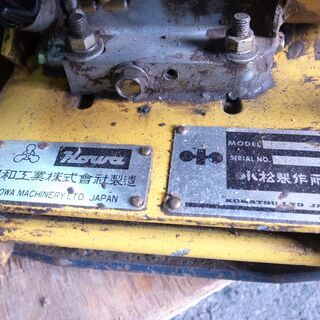 Howa
和工業株式會社製造
OWA MACHINERY, LTD. JAPAN
MODEL
SERIAL NO.
小松製作所
KOMATSU LTD. J